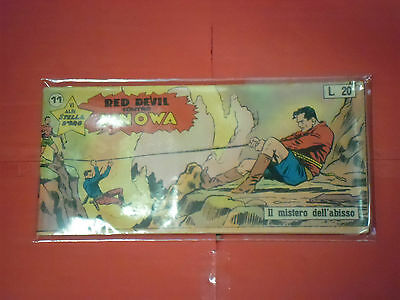 11
ALBI
STELLA
D'ORO
RED DEVIL
CONTRO
NOWA
L. 20
Il mistero dell'abisso